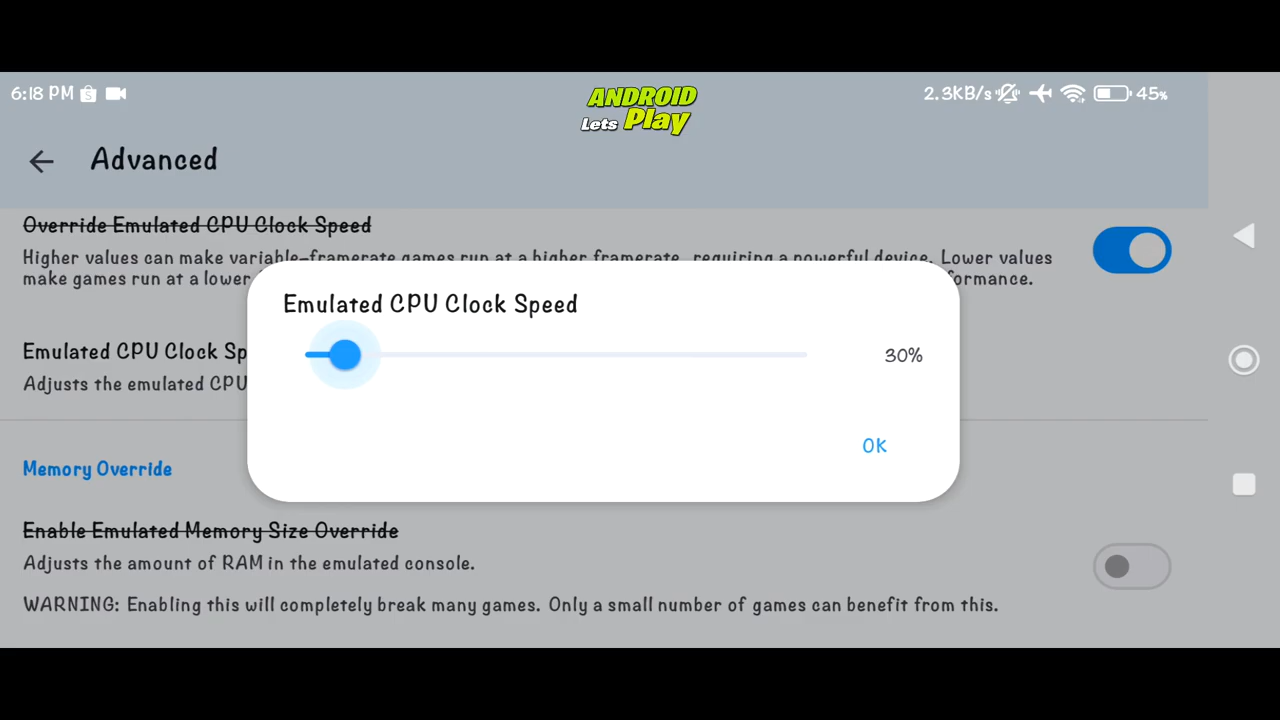 6:18 PM
ANDROID
Lets Play
2.3KB/s
45%
Advanced
Override Emulated CPU Clock Speed
Higher values can make variable-framerate games run at a higher framerate, requiring a powerful device. Lower values
make games run at a lower formance.
Emulated CPU Clock Speed
30%
Emulated CPU Clock Sp
Adjusts the emulated CPU
OK
Memory Override
Enable Emulated Memory Size Override
Adjusts the amount of RAM in the emulated console.
WARNING: Enabling this will completely break many games. Only a small number of games can benefit from this.